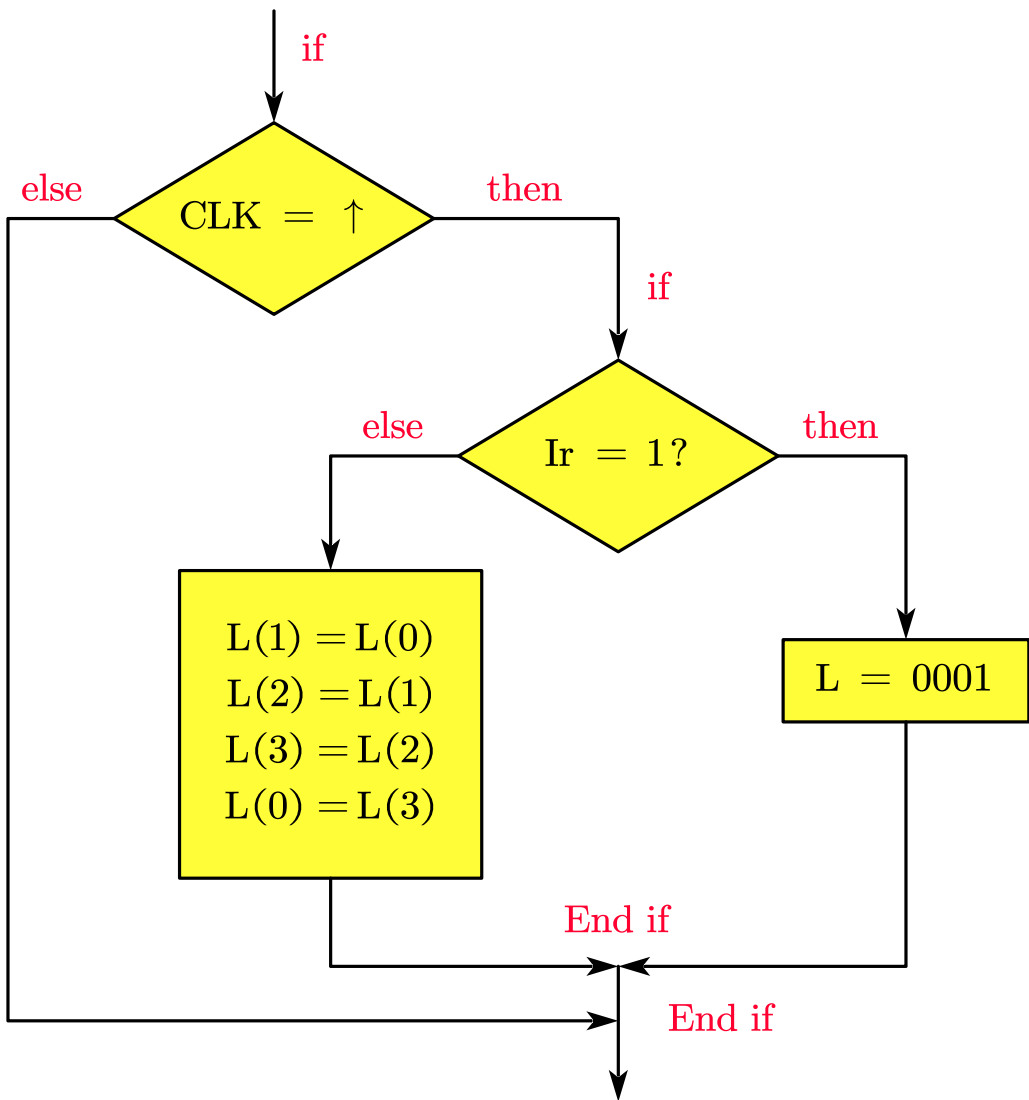 if
else
then
CLK = ↑
if
else
then
Ir = 1?
L(1) = L(0)
L(2) = L(1)
L(3) = L(2)
L(0) = L(3)
L = 0001
End if
End if